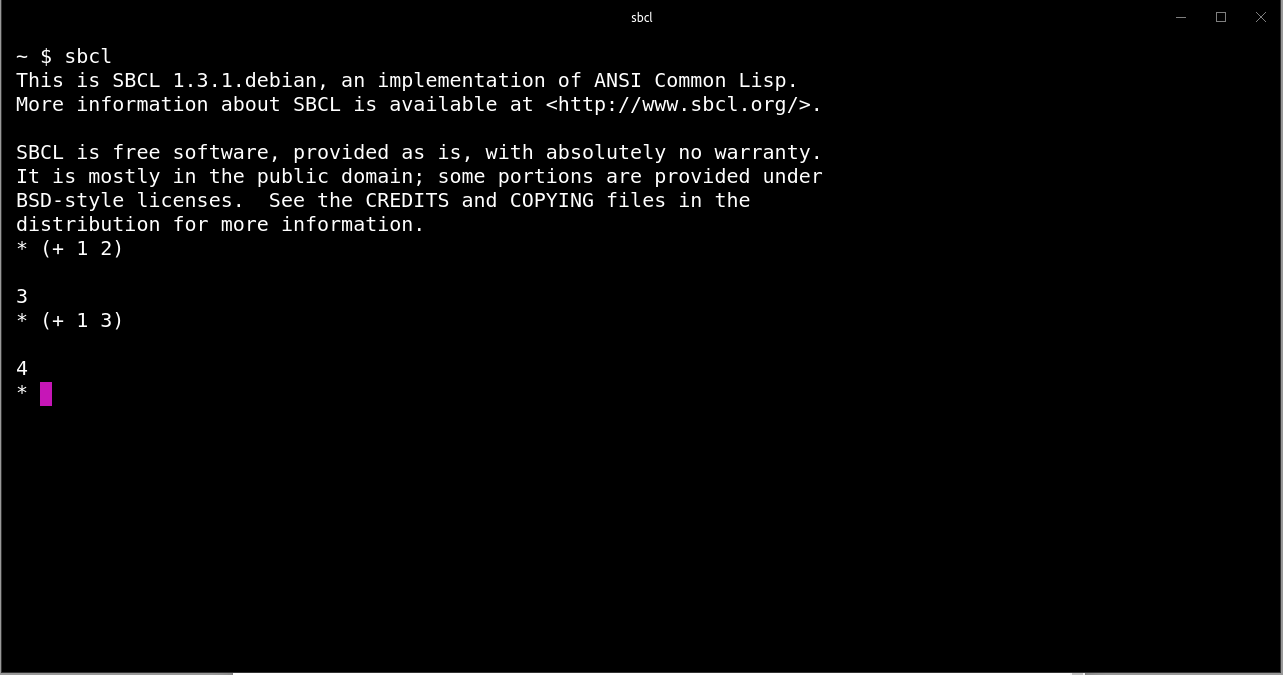 sbcl
~ $ sbcl
This is SBCL 1.3.1.debian, an implementation of ANSI Common Lisp.
More information about SBCL is available at <http://www.sbcl.org/>.

SBCL is free software, provided as is, with absolutely no warranty.
It is mostly in the public domain; some portions are provided under
BSD-style licenses.  See the CREDITS and COPYING files in the
distribution for more information.
* (+ 1 2)

3
* (+ 1 3)

4
*